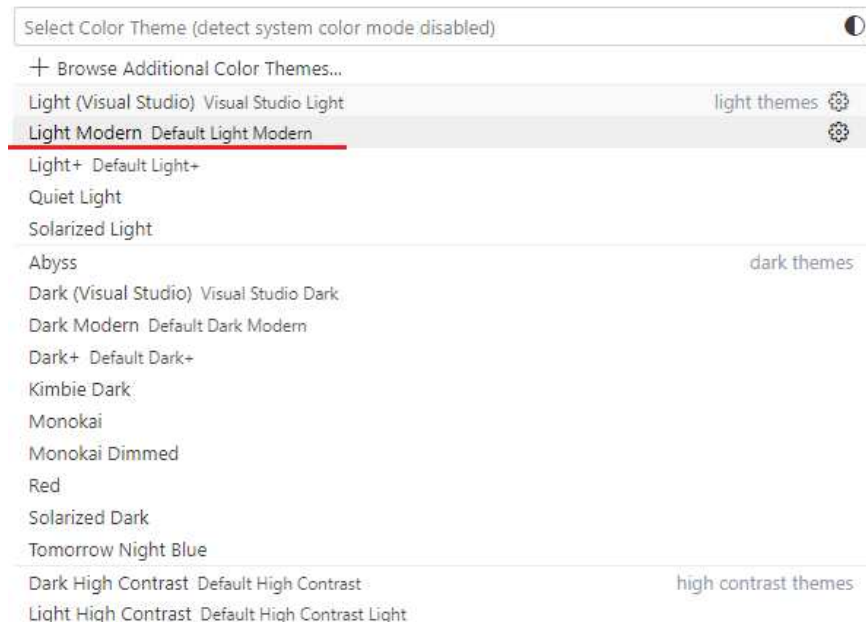 Select Color Theme (detect system color mode disabled)
+ Browse Additional Color Themes...
Light (Visual Studio) Visual Studio Light light themes
Light Modern Default Light Modern
Light+ Default Light+
Quiet Light
Solarized Light
Abyss dark themes
Dark (Visual Studio) Visual Studio Dark
Dark Modern Default Dark Modern
Dark+ Default Dark+
Kimbie Dark
Monokai
Monokai Dimmed
Red
Solarized Dark
Tomorrow Night Blue
Dark High Contrast Default High Contrast high contrast themes
Light High Contrast Default High Contrast Light